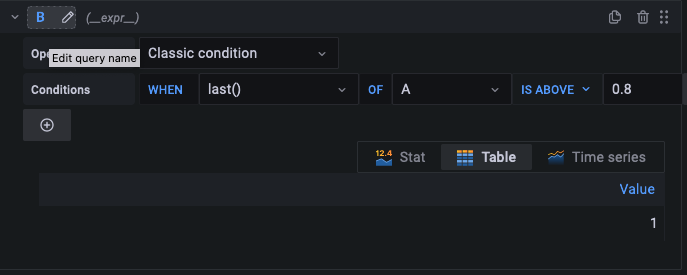 B (__expr__)
Ope Classic condition
Edit query name
Conditions WHEN last() OF A IS ABOVE 0.8
12.4 Stat Table Time series
Value
1